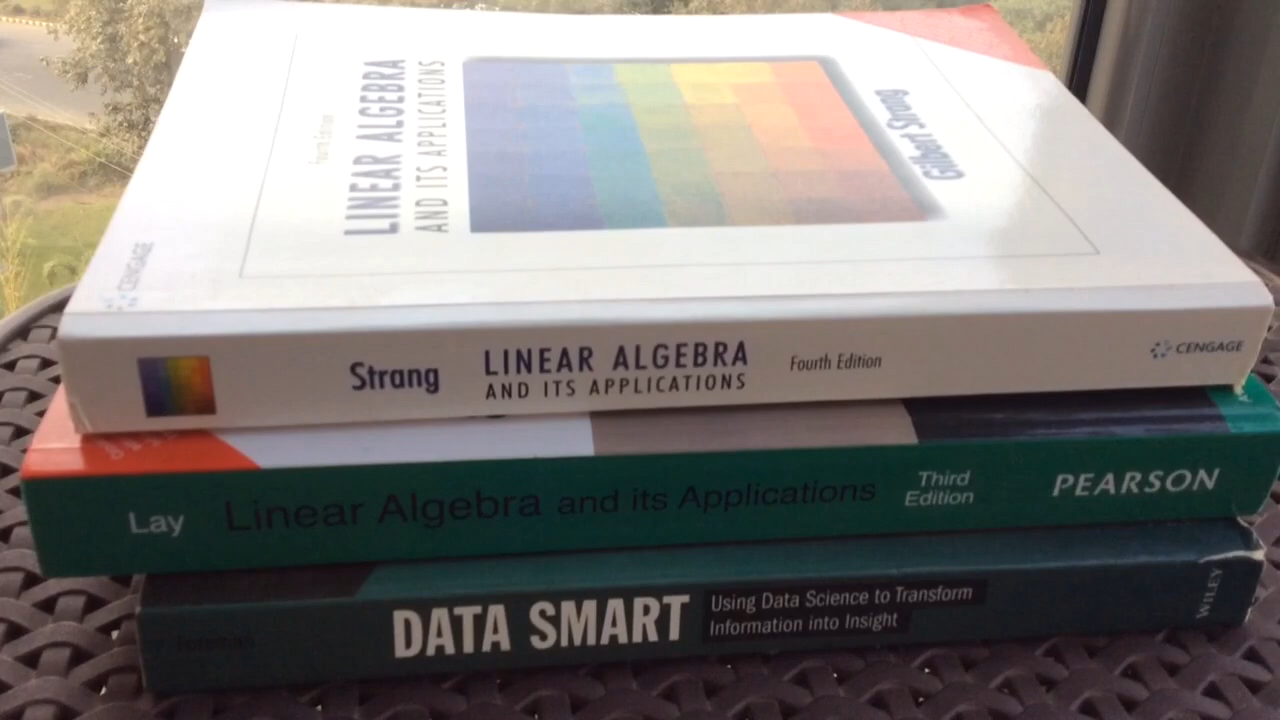 Fourth Edition
LINEAR ALGEBRA
AND ITS APPLICATIONS
Gilbert Strang
CENGAGE
Strang
LINEAR ALGEBRA
AND ITS APPLICATIONS
Fourth Edition
CENGAGE
Lay
Linear Algebra and its Applications
Third
Edition
PEARSON
Foreman
DATA SMART
Using Data Science to Transform
Information into Insight
WILEY